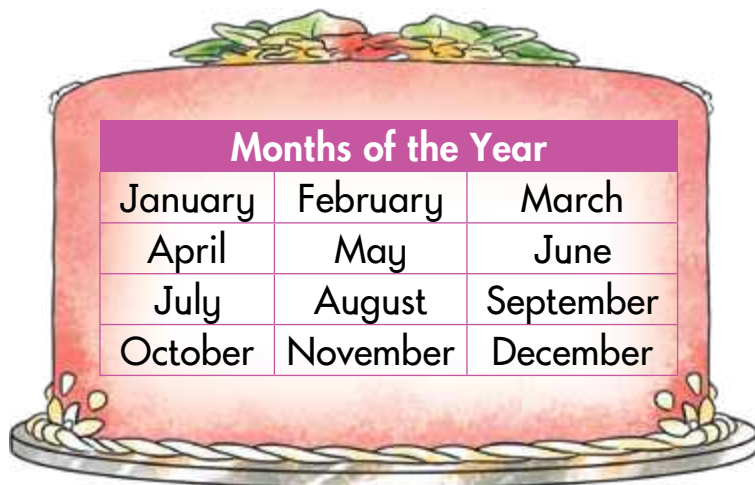 Months of the Year
January February March
April May June
July August September
October November December